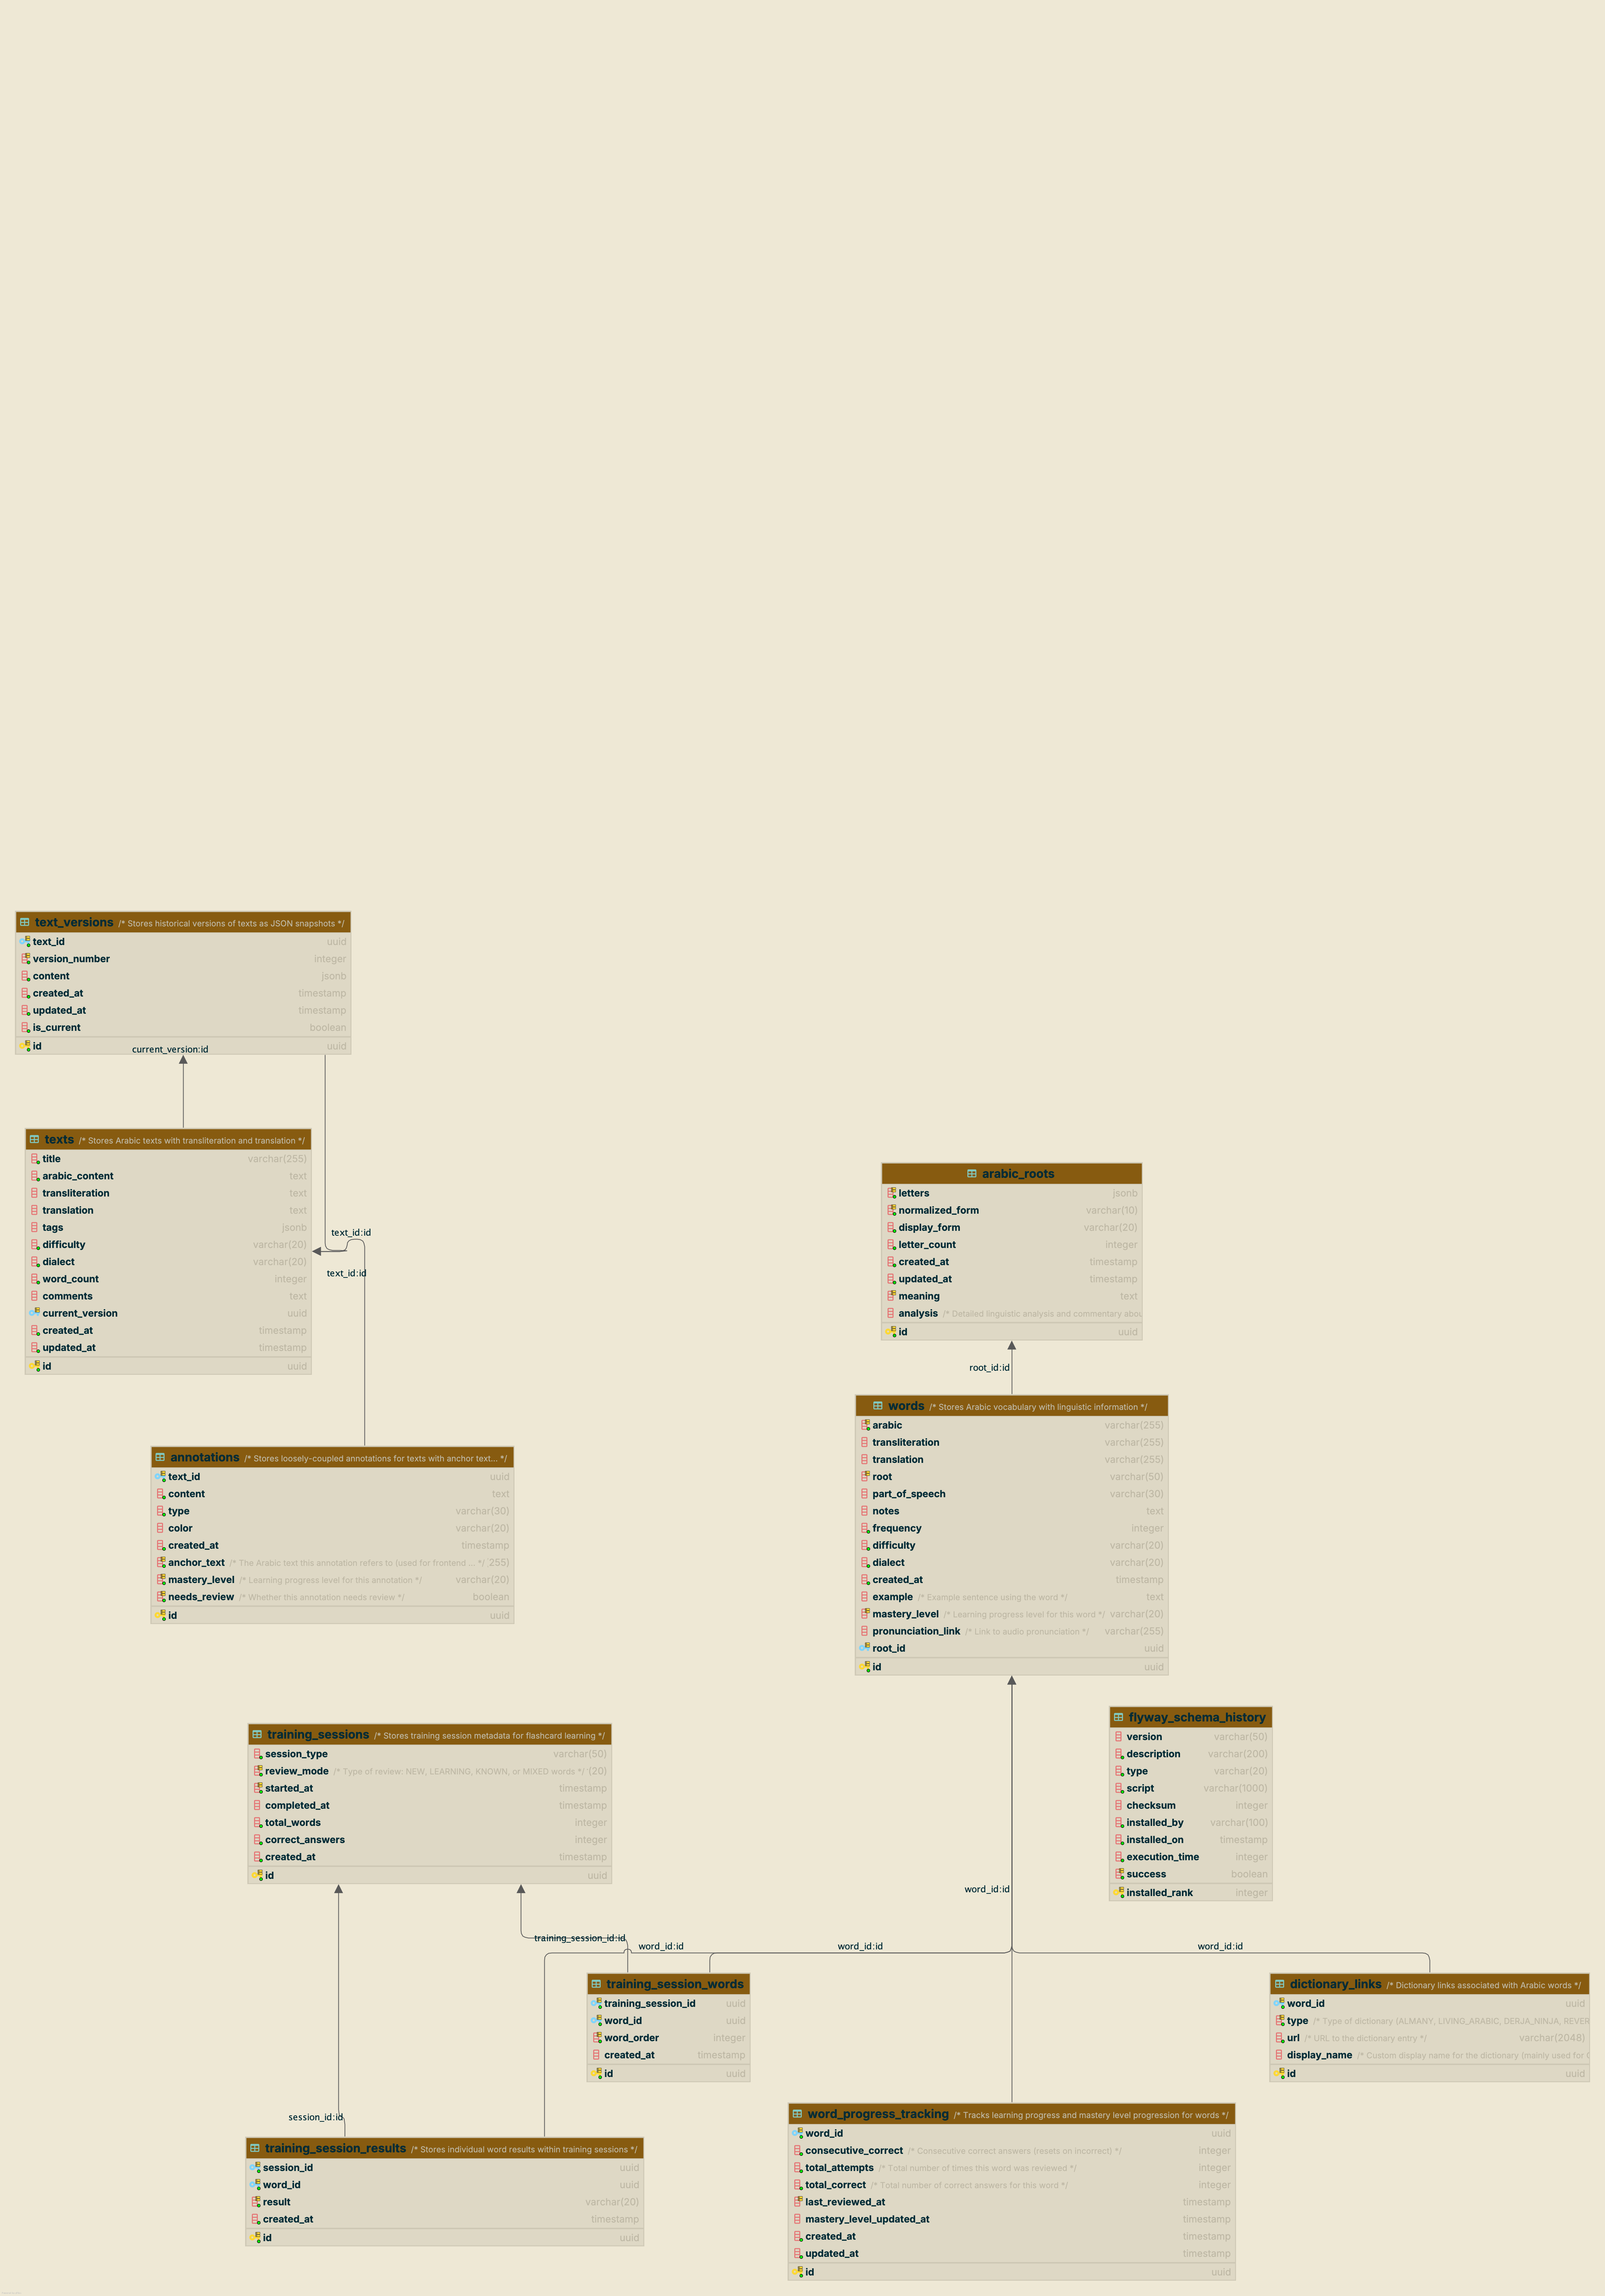 text_versions /* Stores historical versions of texts as JSON snapshots */
text_id uuid
version_number integer
content jsonb
created_at timestamp
updated_at timestamp
is_current boolean
id uuid
current_version:id
texts /* Stores Arabic texts with transliteration and translation */
title varchar(255)
arabic_content text
transliteration text
translation text
tags jsonb
difficulty varchar(20)
dialect varchar(20)
word_count integer
comments text
current_version uuid
created_at timestamp
updated_at timestamp
id uuid
text_id:id
text_id:id
arabic_roots
letters jsonb
normalized_form varchar(10)
display_form varchar(20)
letter_count integer
created_at timestamp
updated_at timestamp
meaning text
analysis /* Detailed linguistic analysis and commentary abou
id uuid
root_id:id
words /* Stores Arabic vocabulary with linguistic information */
arabic varchar(255)
transliteration varchar(255)
translation varchar(255)
root varchar(50)
part_of_speech varchar(30)
notes text
frequency integer
difficulty varchar(20)
dialect varchar(20)
created_at timestamp
example /* Example sentence using the word */ text
mastery_level /* Learning progress level for this word */ varchar(20)
pronunciation_link /* Link to audio pronunciation */ varchar(255)
root_id uuid
id uuid
annotations /* Stores loosely-coupled annotations for texts with anchor text... */
text_id uuid
content text
type varchar(30)
color varchar(20)
created_at timestamp
anchor_text /* The Arabic text this annotation refers to (used for frontend ... */ 255)
mastery_level /* Learning progress level for this annotation */ varchar(20)
needs_review /* Whether this annotation needs review */ boolean
id uuid
training_sessions /* Stores training session metadata for flashcard learning */
session_type varchar(50)
review_mode /* Type of review: NEW, LEARNING, KNOWN, or MIXED words */ (20)
started_at timestamp
completed_at timestamp
total_words integer
correct_answers integer
created_at timestamp
id uuid
flyway_schema_history
version varchar(50)
description varchar(200)
type varchar(20)
script varchar(1000)
checksum integer
installed_by varchar(100)
installed_on timestamp
execution_time integer
success boolean
installed_rank integer
word_id:id
training_session_id:id
word_id:id
word_id:id
word_id:id
training_session_words
training_session_id uuid
word_id uuid
word_order integer
created_at timestamp
id uuid
dictionary_links /* Dictionary links associated with Arabic words */
word_id uuid
type /* Type of dictionary (ALMANY, LIVING_ARABIC, DERJA_NINJA, REVER
url /* URL to the dictionary entry */ varchar(2048)
display_name /* Custom display name for the dictionary (mainly used for
id uuid
session_id:id
training_session_results /* Stores individual word results within training sessions */
session_id uuid
word_id uuid
result varchar(20)
created_at timestamp
id uuid
word_progress_tracking /* Tracks learning progress and mastery level progression for words */
word_id uuid
consecutive_correct /* Consecutive correct answers (resets on incorrect) */ integer
total_attempts /* Total number of times this word was reviewed */ integer
total_correct /* Total number of correct answers for this word */ integer
last_reviewed_at timestamp
mastery_level_updated_at timestamp
created_at timestamp
updated_at timestamp
id uuid